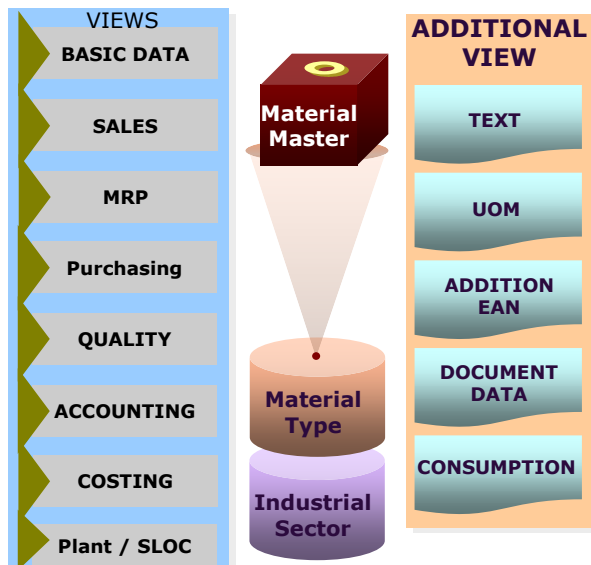 VIEWS
BASIC DATA
SALES
MRP
Purchasing
QUALITY
ACCOUNTING
COSTING
Plant / SLOC
Material
Master
Material
Type
Industrial
Sector
ADDITIONAL
VIEW
TEXT
UOM
ADDITION
EAN
DOCUMENT
DATA
CONSUMPTION